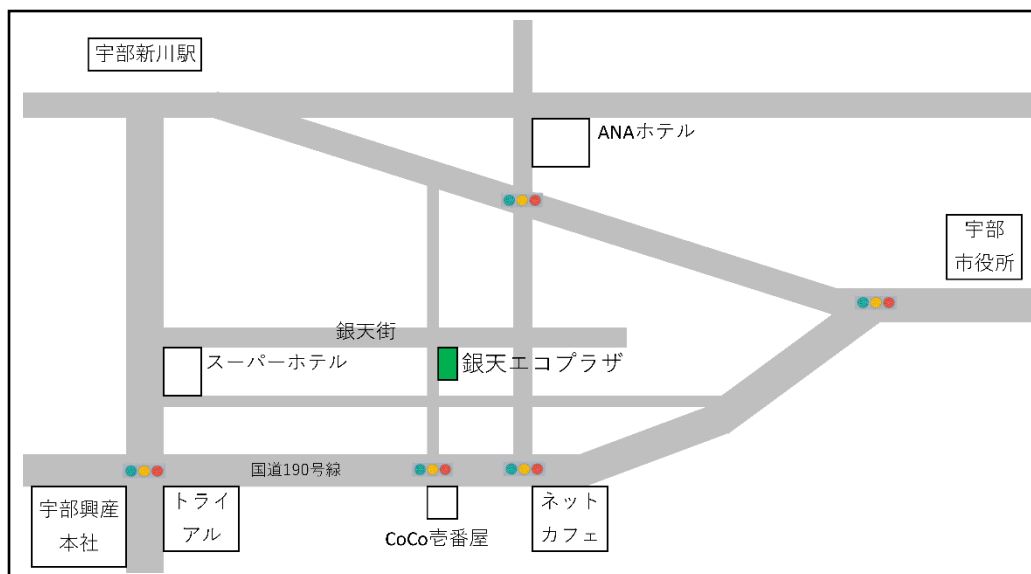 宇部新川駅
ANAホテル
宇部
市役所
銀天街
スーパーホテル
銀天エコプラザ
国道190号線
宇部興産
本社
トライ
アル
CoCo壱番屋
ネット
カフェ